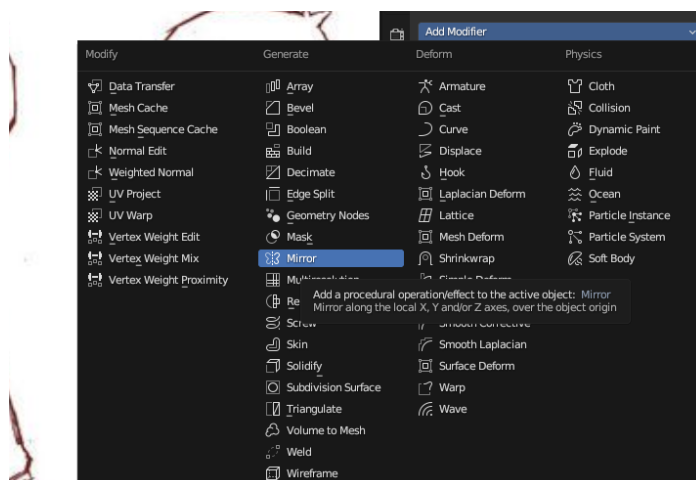 Add Modifier
Modify
Data Transfer
Mesh Cache
Mesh Sequence Cache
Normal Edit
Weighted Normal
UV Project
UV Warp
Vertex Weight Edit
Vertex Weight Mix
Vertex Weight Proximity
Generate
Array
Bevel
Boolean
Build
Decimate
Edge Split
Geometry Nodes
Mask
Mirror
Re
Screw
Skin
Solidify
Subdivision Surface
Triangulate
Volume to Mesh
Weld
Wireframe
Deform
Armature
Cast
Curve
Displace
Hook
Laplacian Deform
Lattice
Mesh Deform
Shrinkwrap
Smooth Laplacian
Surface Deform
Warp
Wave
Physics
Cloth
Collision
Dynamic Paint
Explode
Fluid
Ocean
Particle Instance
Particle System
Soft Body
Add a procedural operation/effect to the active object: Mirror
Mirror along the local X, Y and/or Z axes, over the object origin